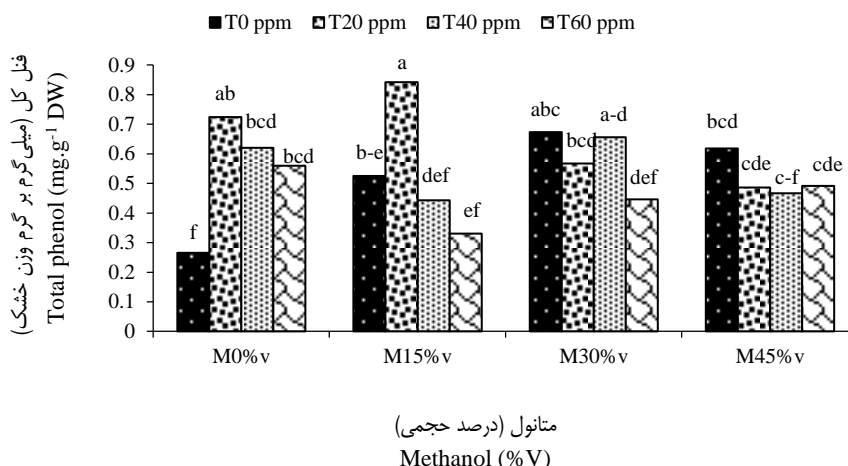 T0 ppm T20 ppm T40 ppm T60 ppm
فنل کل (میلی‌گرم بر گرم وزن خشک)
Total phenol (mg.g-1 DW)
0.9
0.8
0.7
0.6
0.5
0.4
0.3
0.2
0.1
0
f ab bcd bcd
b-e a def ef
abc bcd a-d def
bcd cde c-f cde
M0%v M15%v M30%v M45%v
متانول (درصد حجمی)
Methanol (%V)